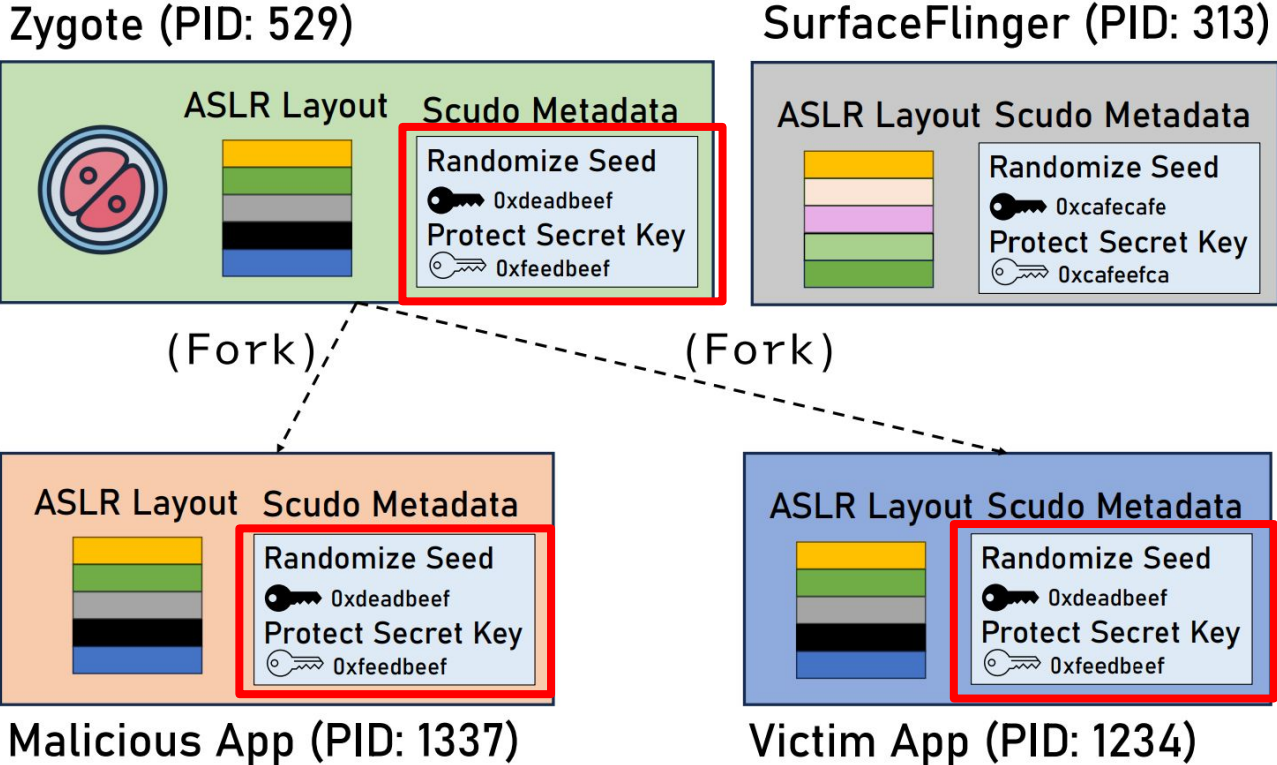 Zygote (PID: 529)
ASLR Layout
Scudo Metadata
Randomize Seed
0xdeadbeef
Protect Secret Key
0xfeedbeef
SurfaceFlinger (PID: 313)
ASLR Layout Scudo Metadata
Randomize Seed
0xcafecafe
Protect Secret Key
0xcafeefca
(Fork)
(Fork)
ASLR Layout
Scudo Metadata
Randomize Seed
0xdeadbeef
Protect Secret Key
0xfeedbeef
Malicious App (PID: 1337)
ASLR Layout Scudo Metadata
Randomize Seed
0xdeadbeef
Protect Secret Key
0xfeedbeef
Victim App (PID: 1234)